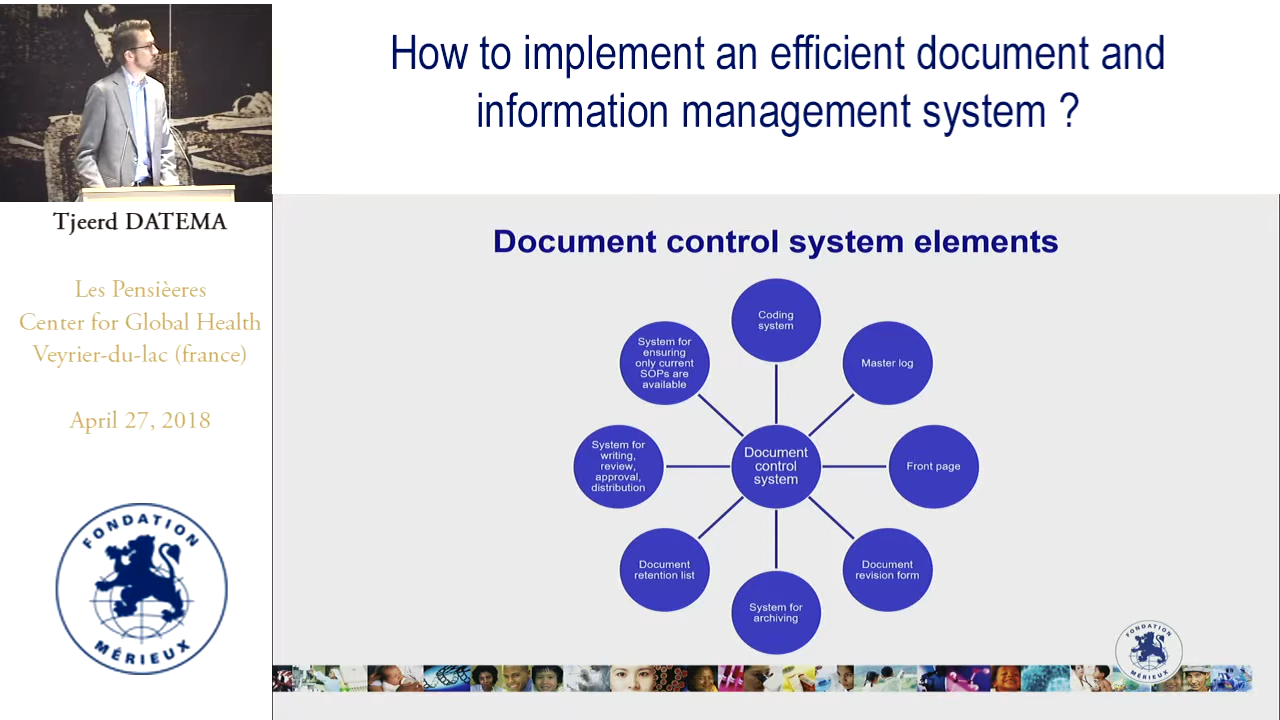 How to implement an efficient document and
information management system ?
Tjeerd DATEMA
Les Pensièeres
Center for Global Health
Veyrier-du-lac (france)
April 27, 2018
FONDATION
MÉRIEUX
Document control system elements
Coding
system
Master log
Front page
Document
revision form
System for
archiving
Document
retention list
System for
writing,
review,
approval,
distribution
System for
ensuring
only current
SOPs are
available
Document
control
system
FONDATION
MÉRIEUX